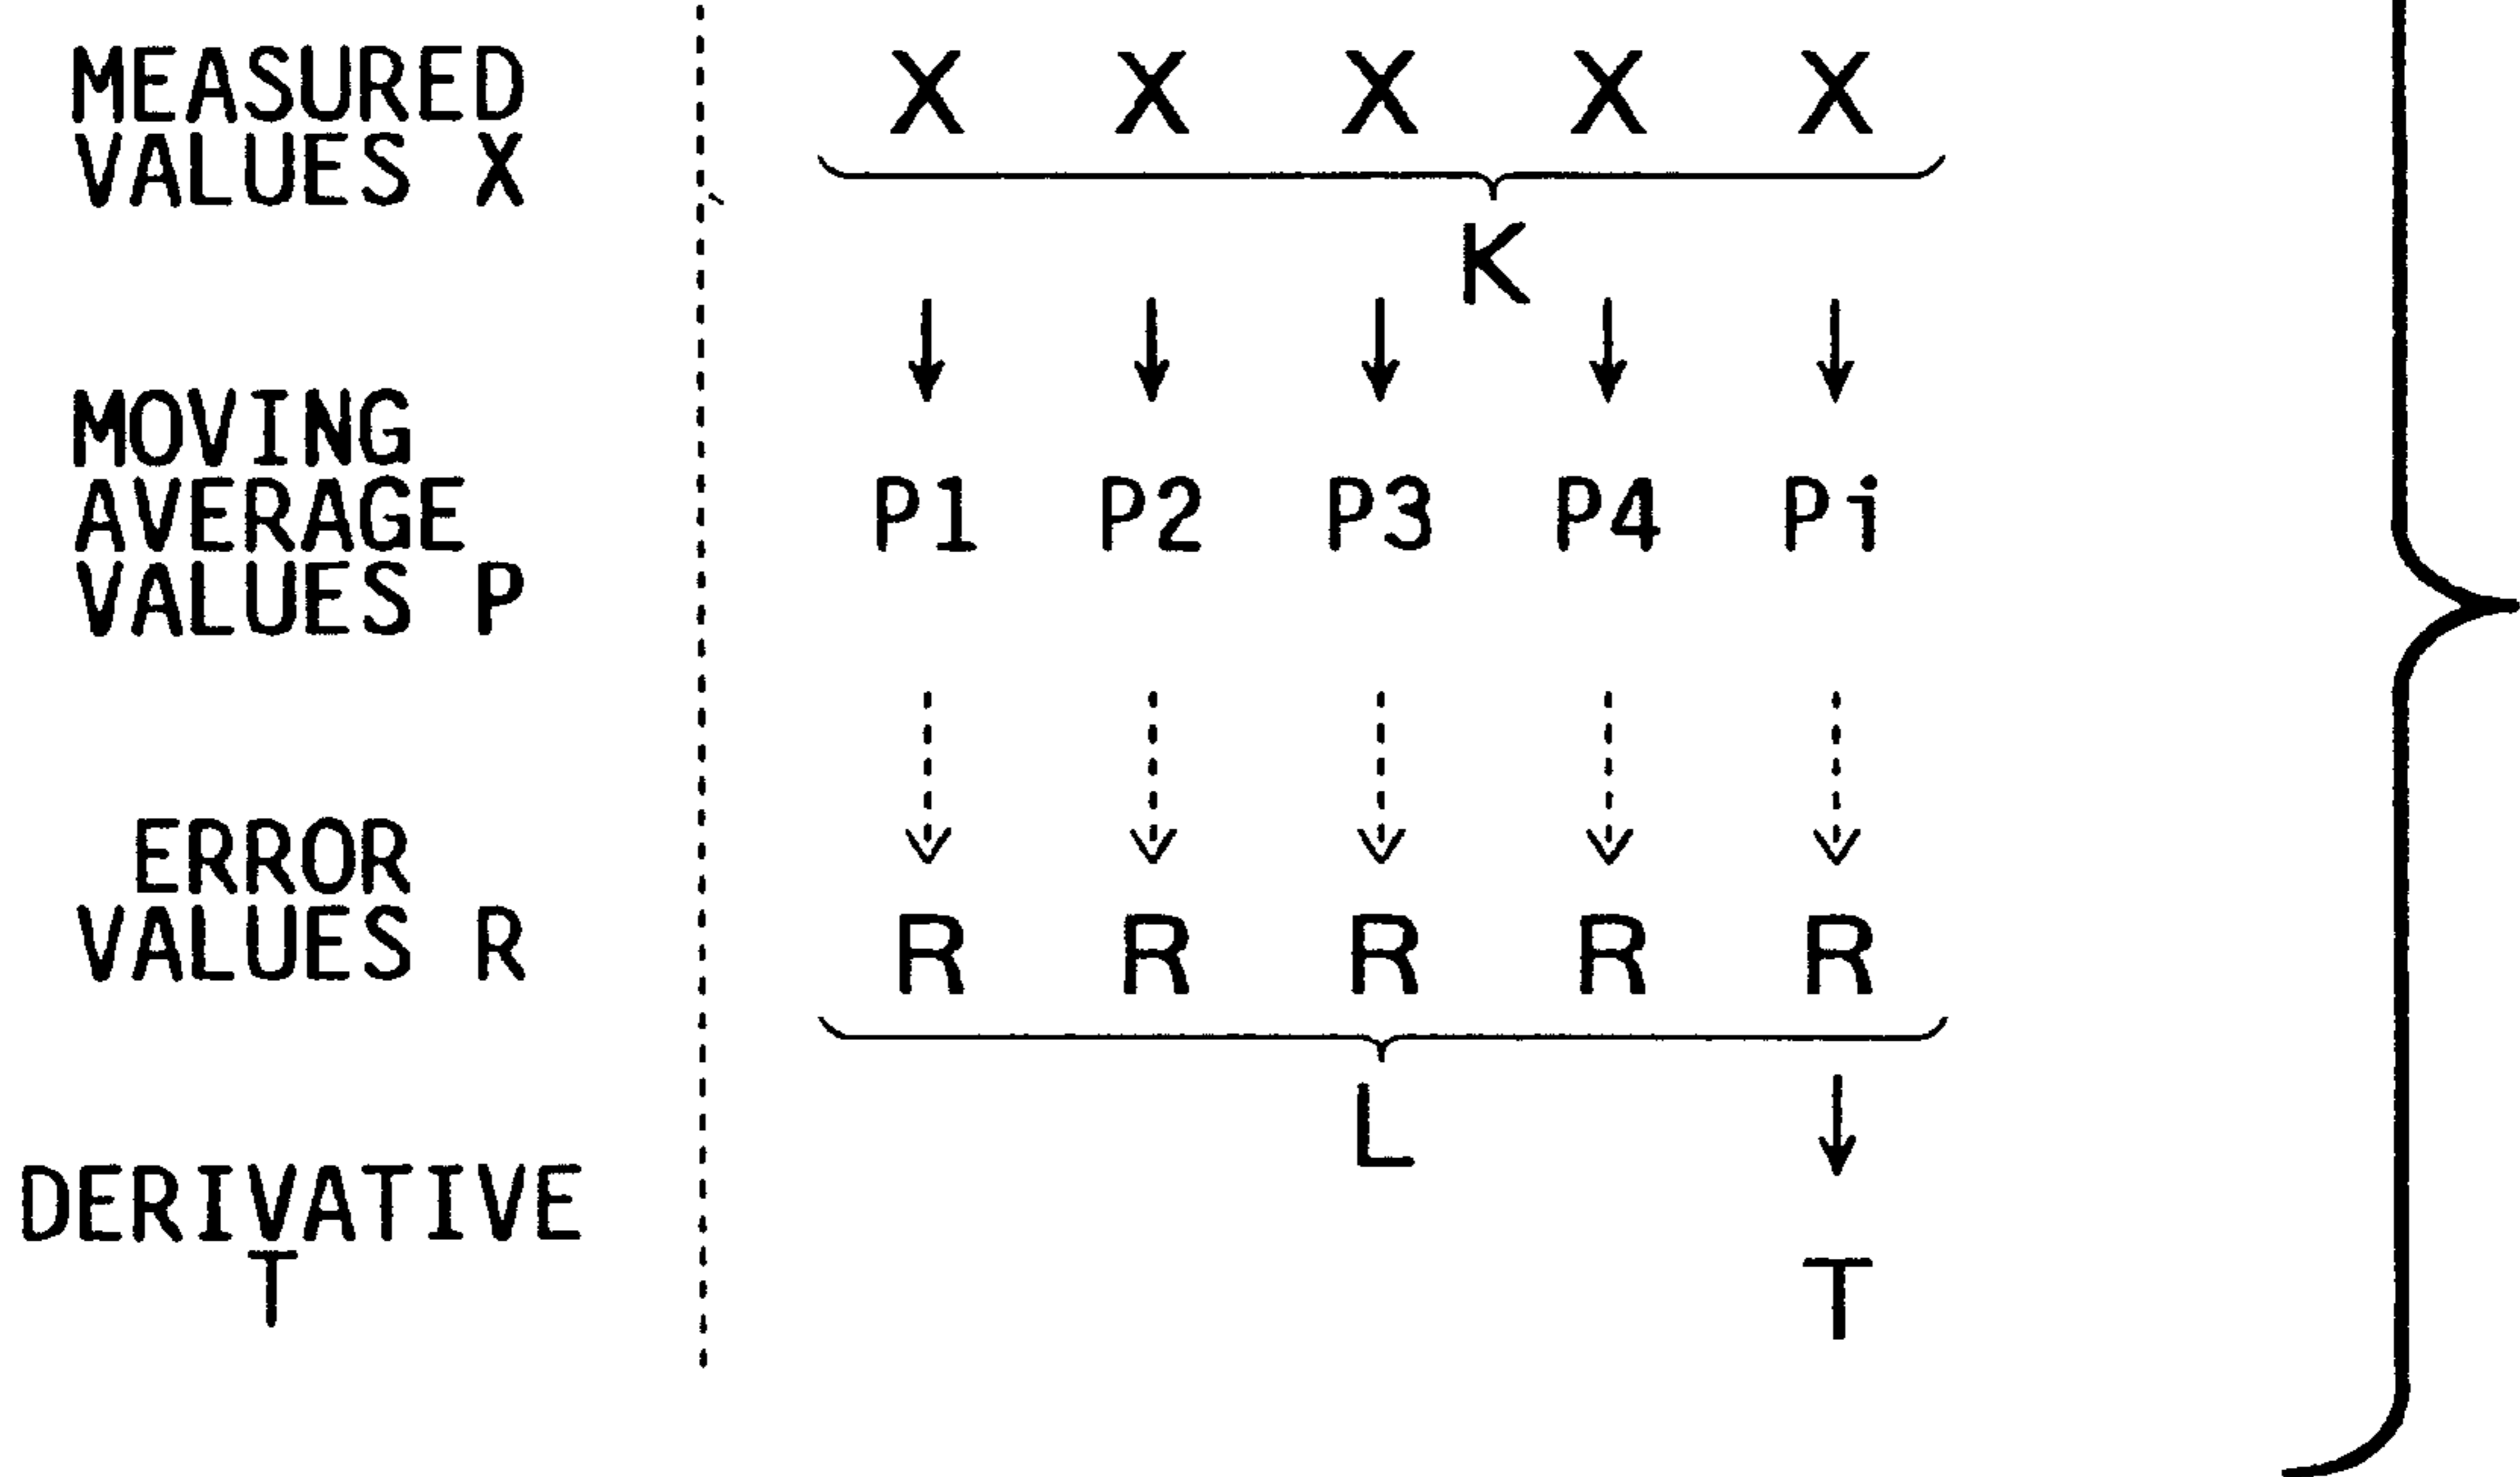 MEASURED
VALUES X
X X X X X
K
MOVING
AVERAGE
VALUES P
P1 P2 P3 P4 Pi
ERROR
VALUES R
R R R R R
L
DERIVATIVE
T
T